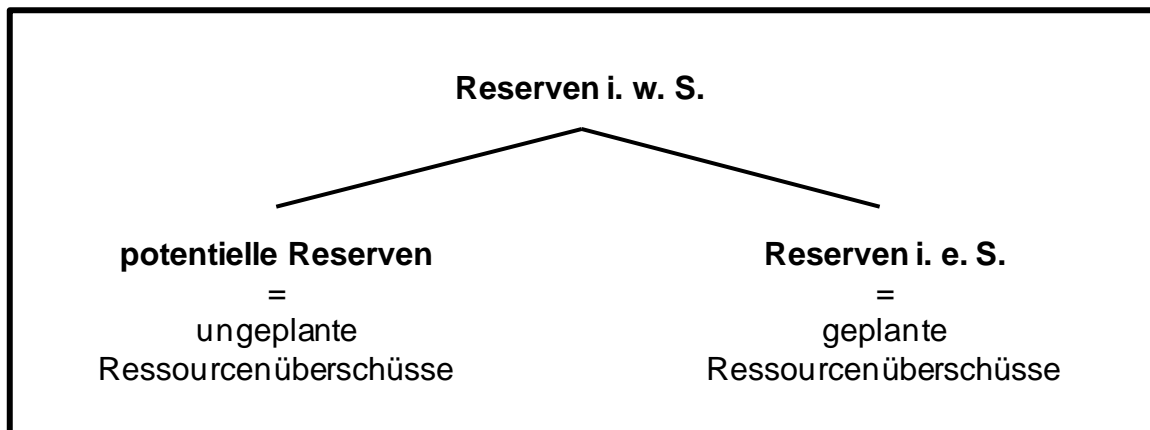 Reserven i. w. S.
potentielle Reserven
=
ungeplante
Ressourcenüberschüsse
Reserven i. e. S.
=
geplante
Ressourcenüberschüsse